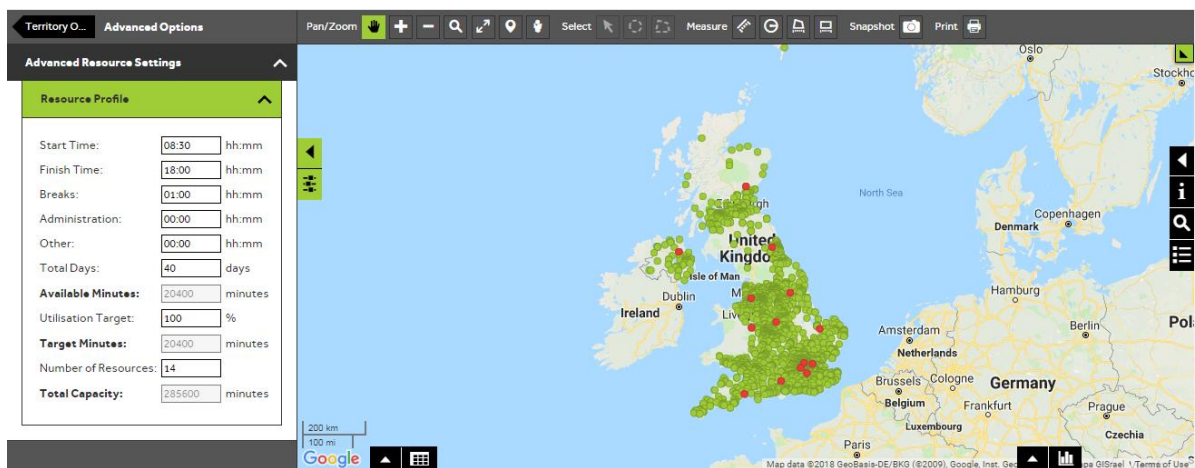 Territory O... Advanced Options
Pan/Zoom Select Measure Snapshot Print
Advanced Resource Settings
Resource Profile
Start Time: 08:30 hh:mm
Finish Time: 18:00 hh:mm
Breaks: 01:00 hh:mm
Administration: 00:00 hh:mm
Other: 00:00 hh:mm
Total Days: 40 days
Available Minutes: 20400 minutes
Utilisation Target: 100 %
Target Minutes: 20400 minutes
Number of Resources: 14
Total Capacity: 285600 minutes
Oslo
Stockho
North Sea
Copenhagen
Denmark
United
Kingdo
Isle of Man
Dublin
Ireland
Hamburg
Amsterdam
Netherlands
Berlin
Pol
Brussels
Belgium
Cologne
Germany
Frankfurt
Prague
Luxembourg
Czechia
Paris
200 km
100 mi
Google
Map data ©2018 GeoBasis-DE/BKG (©2009), Google, Inst. Geo
GISrael
Terms of Use